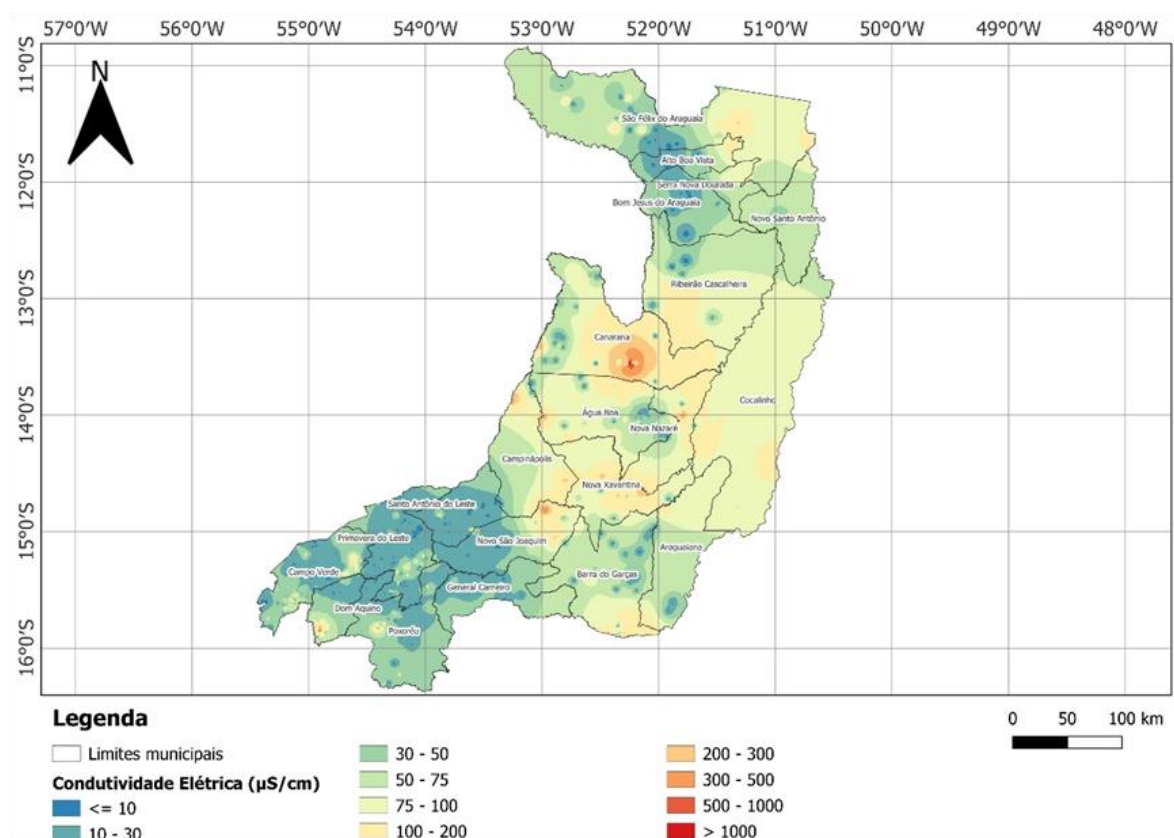 57°0'S 56°0'S 55°0'S 54°0'S 53°0'S 52°0'S 51°0'S 50°0'S 49°0'S 48°0'S
11°0'S
N
São Félix do Araguaia
Alto Boa Vista
12°0'S
Serra Nova Dourada
Bom Jesus do Araguaia
Novo Santo Antônio
Ribeirão Cascalheira
13°0'S
Canarana
Cocalinho
14°0'S
Água Boa
Nova Nazaré
Campinápolis
Nova Xavantina
Santo Antônio do Leste
15°0'S
Primavera do Leste
Novo São Joaquim
Araguaiana
Campo Verde
Barra do Garças
General Carneiro
Dom Aquino
Poxoréu
16°0'S
Legenda
0 50 100 km
Limites municipais
Condutividade Elétrica (µS/cm)
<= 10
10 - 30
30 - 50
50 - 75
75 - 100
100 - 200
200 - 300
300 - 500
500 - 1000
> 1000